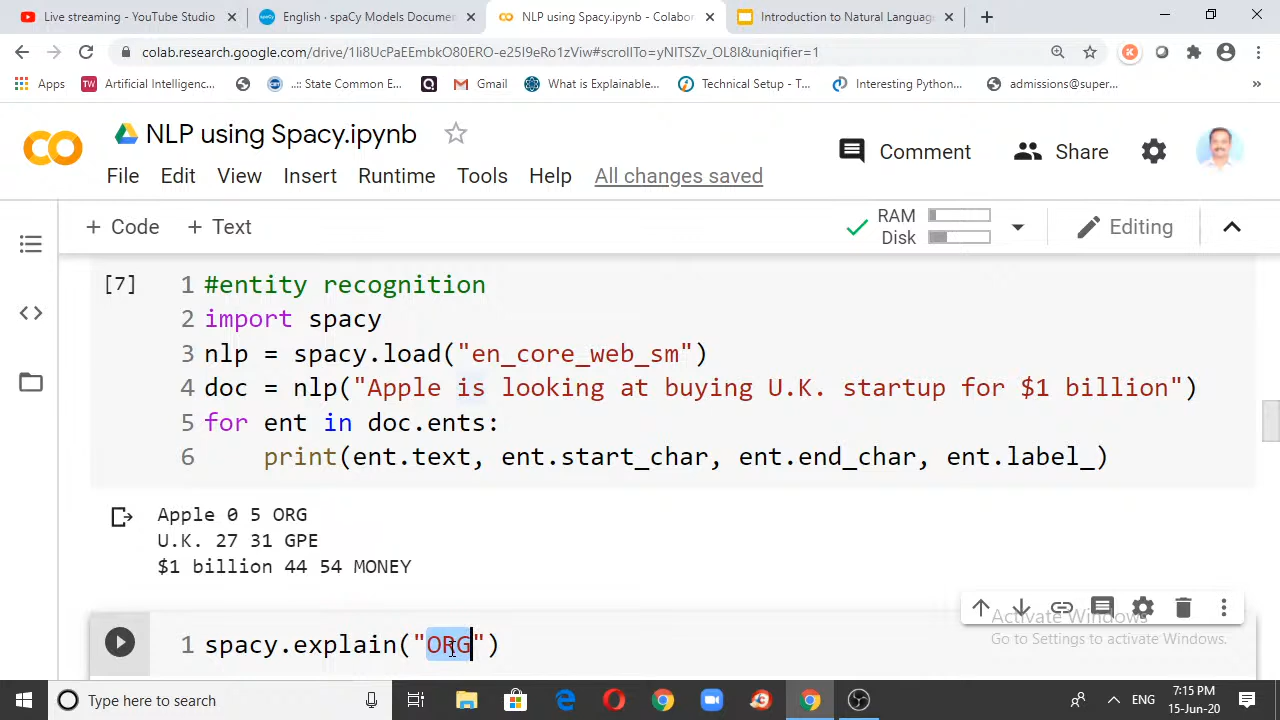 Live streaming - YouTube Studio
English · spaCy Models Docume
NLP using Spacy.ipynb - Colabor
Introduction to Natural Languag
colab.research.google.com/drive/1Ii8UcPaEEmbkO80ERO-e25I9eRo1zViw#scrollTo=yNITSZv_OL8I&uniqifier=1
Apps
TW Artificial Intelligenc...
..:: State Common E...
Gmail
What is Explainable...
Technical Setup - T...
Interesting Python...
admissions@super...
»
NLP using Spacy.ipynb
Comment
Share
File Edit View Insert Runtime Tools Help All changes saved
+ Code + Text
RAM
Disk
Editing
[7]
1 #entity recognition
2 import spacy
3 nlp = spacy.load("en_core_web_sm")
4 doc = nlp("Apple is looking at buying U.K. startup for $1 billion")
5 for ent in doc.ents:
6 print(ent.text, ent.start_char, ent.end_char, ent.label_)
Apple 0 5 ORG
U.K. 27 31 GPE
$1 billion 44 54 MONEY
Activate Windows
Go to Settings to activate Windows.
1 spacy.explain("ORG")
Type here to search
ENG
7:15 PM
15-Jun-20